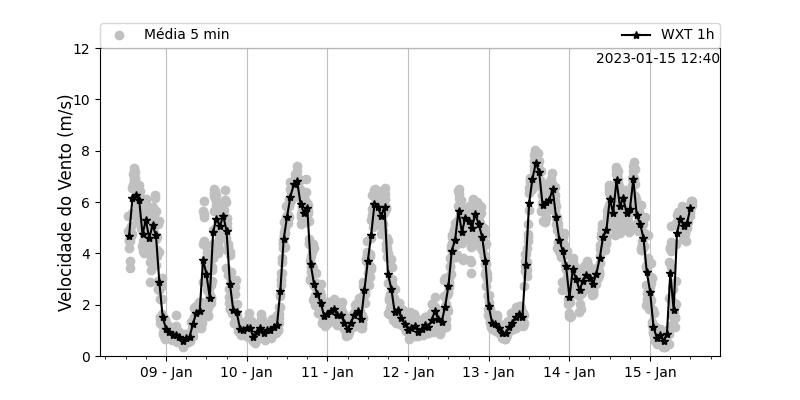 Média 5 min
WXT 1h
2023-01-15 12:40
Velocidade do Vento (m/s)
12
10
8
6
4
2
0
09 - Jan
10 - Jan
11 - Jan
12 - Jan
13 - Jan
14 - Jan
15 - Jan